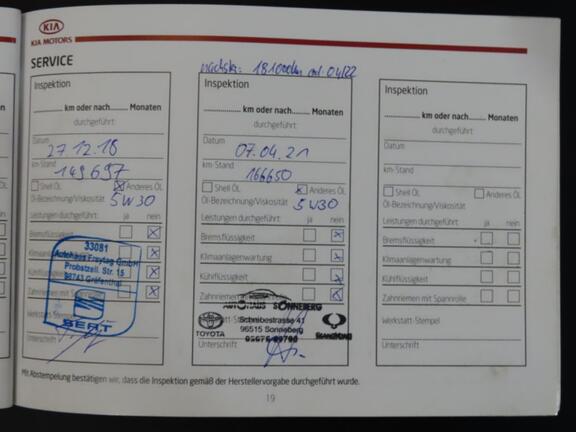 KIA
KIA MOTORS
SERVICE
nächste: 181000km od. 04/22
Inspektion
............ km oder nach......... Monaten
durchgeführt
Datum
27.12.18
km-Stand
149697
Shell Öl Anderes Öl
Öl-Bezeichnung/Viskosität 5W30
Leistungen durchgeführt: ja nein
Bremsflüssigkeit
Klimaanlagenwartung
Kühlflüssigkeit
Zahnriemen mit
Werkstatt-Stempel
33081
Autohaus Freytag GmbH
Probstzell. Str. 15
98743 Gräfenthal
SEAT
Unterschrift
Inspektion
............ km oder nach......... Monaten
durchgeführt
Datum
07.04.21
km-Stand
166650
Shell Öl Anderes Öl
Öl-Bezeichnung/Viskosität 5W30
Leistungen durchgeführt: ja nein
Bremsflüssigkeit
Klimaanlagenwartung
Kühlflüssigkeit
Zahnriemen mit
AUTOHAUS SONNEBERG
Schreibestrasse 41
96515 Sonneberg
TOYOTA
SSANGYONG
Unterschrift
Inspektion
............ km oder nach......... Monaten
durchgeführt:
Datum
km-Stand
Shell Öl Anderes Öl
Öl-Bezeichnung/Viskosität
Leistungen durchgeführt: ja nein
Bremsflüssigkeit
Klimaanlagenwartung
Kühlflüssigkeit
Zahnriemen mit Spannrolle
Werkstatt-Stempel
Unterschrift
Mit Abstempelung bestätigen wir, dass die Inspektion gemäß der Herstellervorgabe durchgeführt wurde.
19